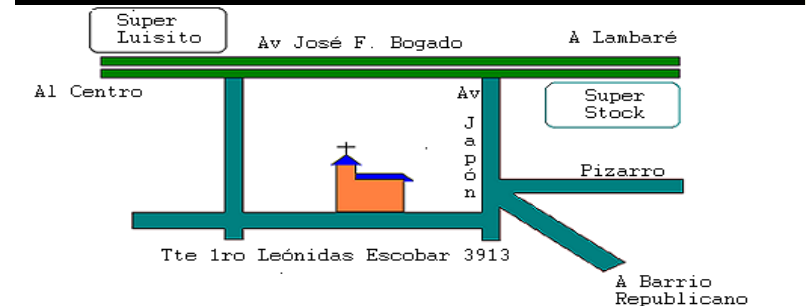 Super
Luisito
Av José F. Bogado
A Lambaré
Al Centro
Av
Japón
Super
Stock
Pizarro
Tte 1ro Leónidas Escobar 3913
A Barrio
Republicano